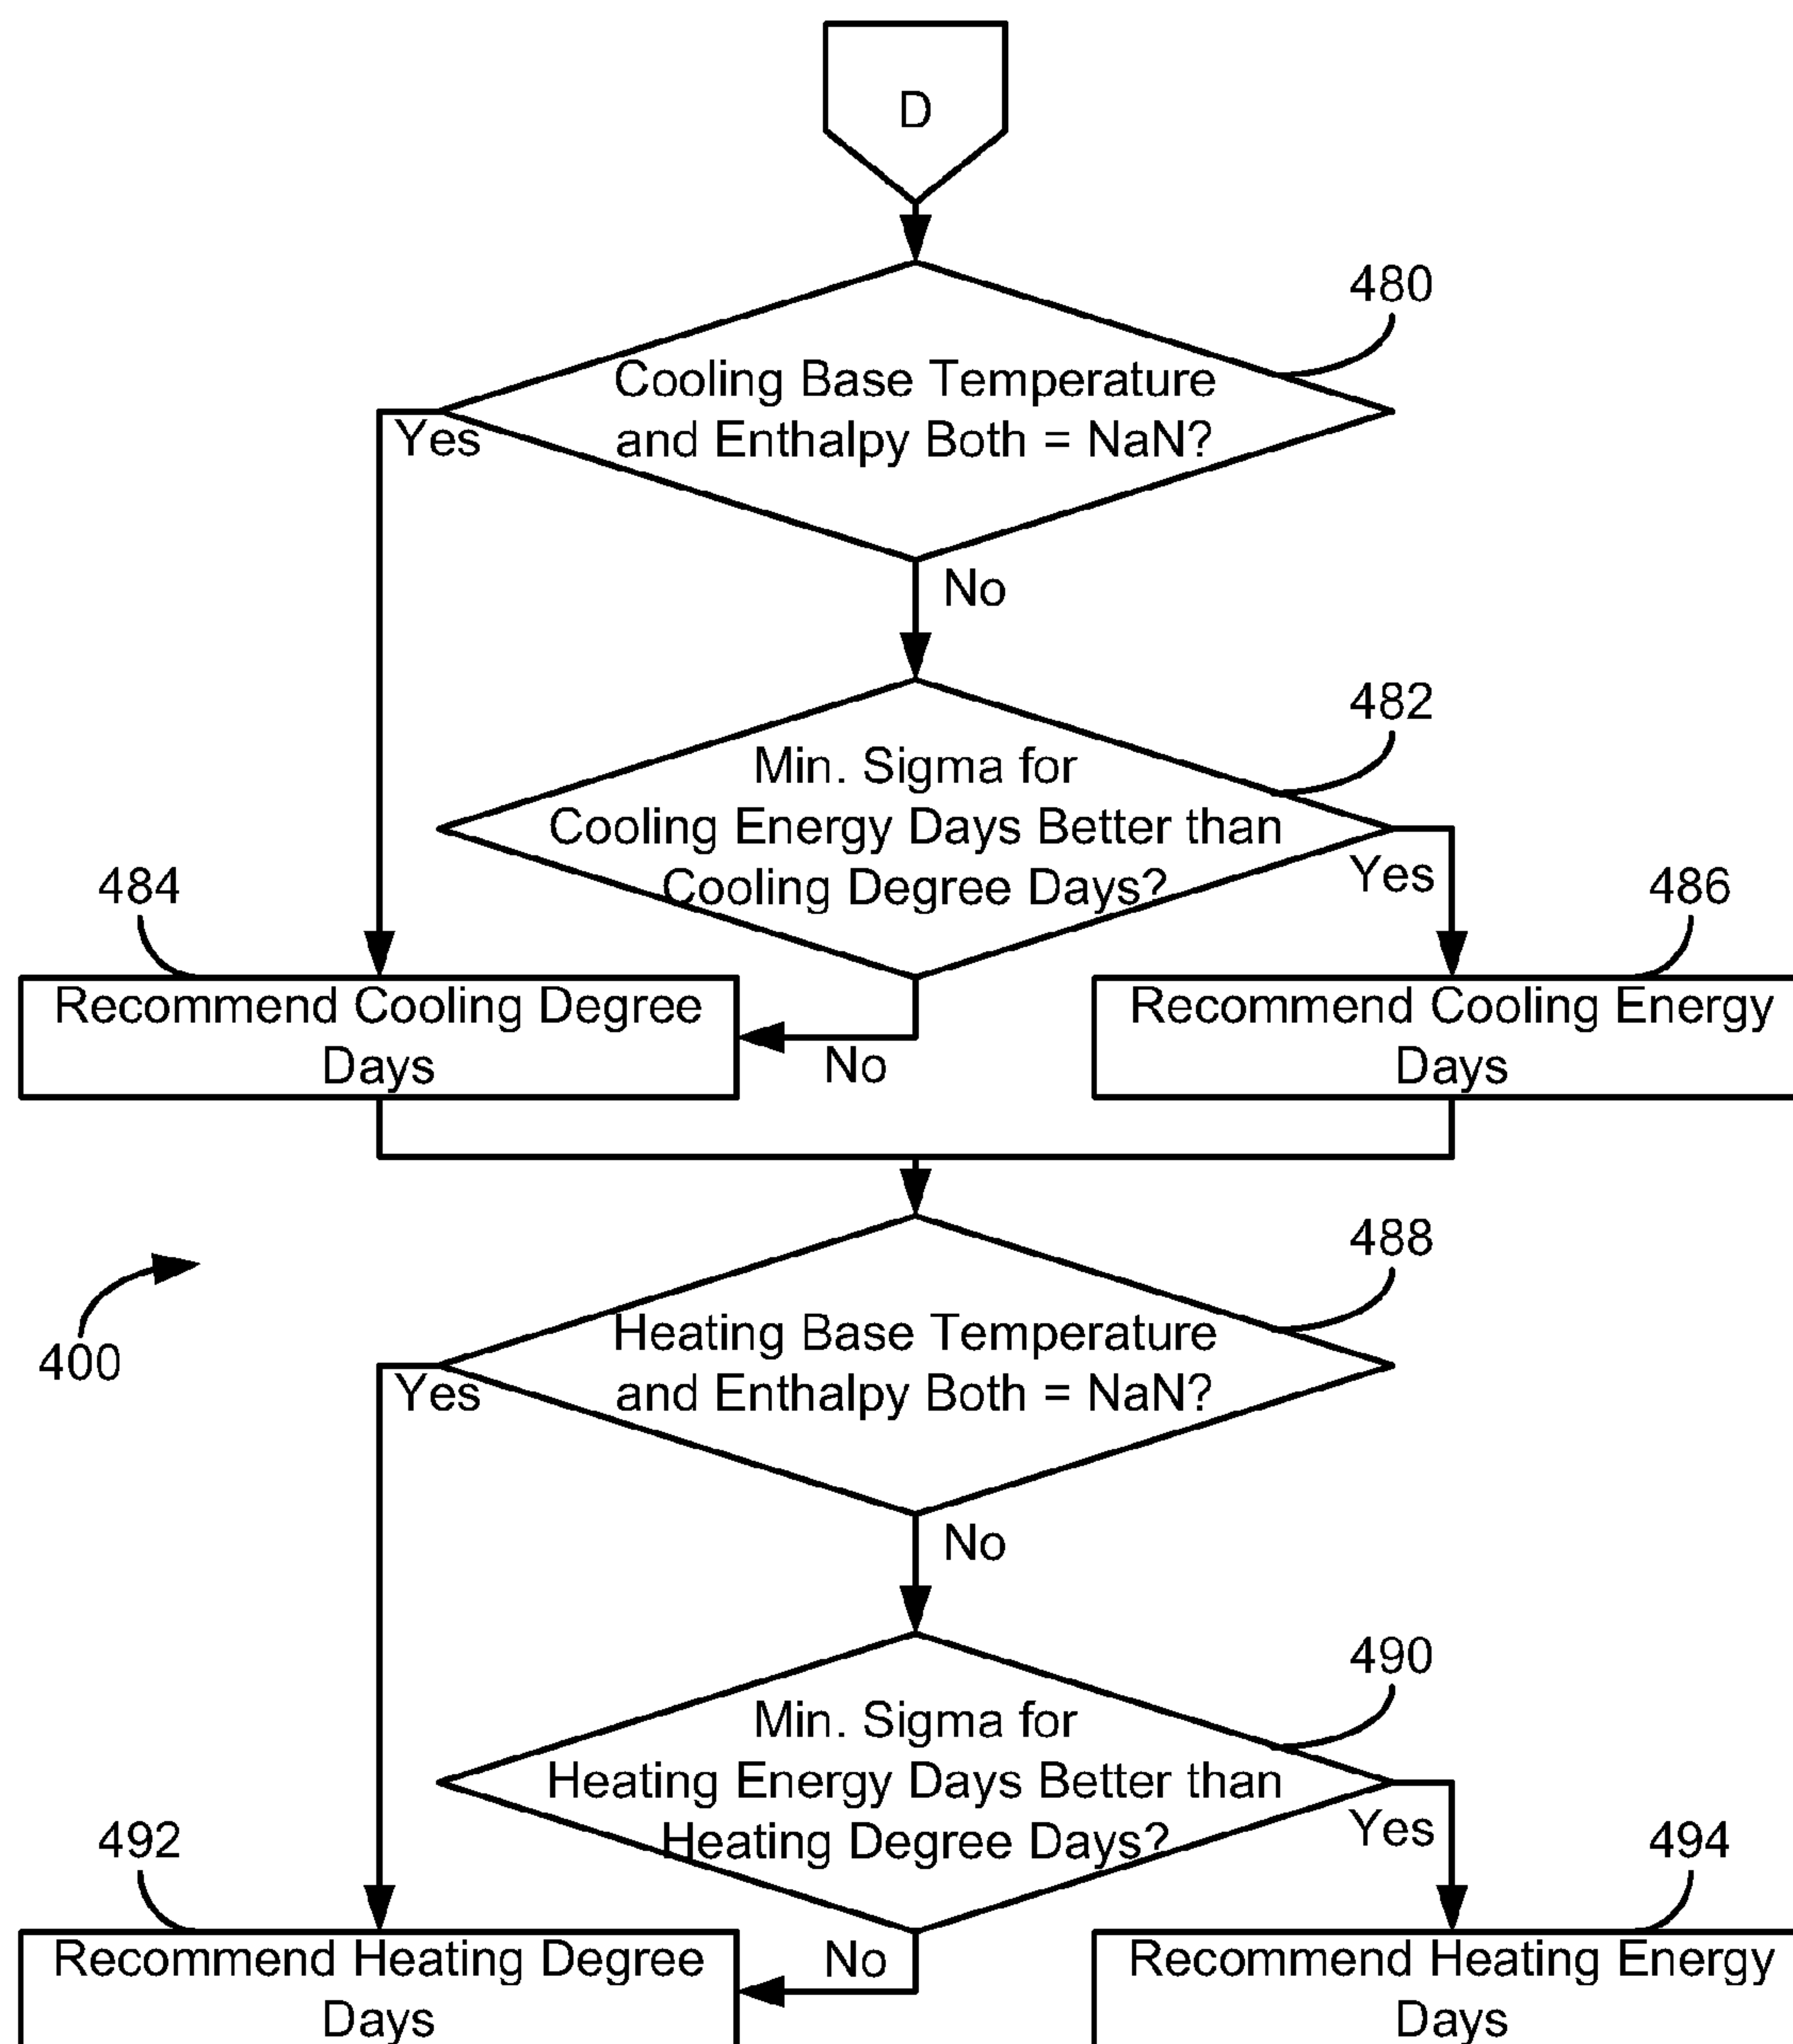 D
480
Cooling Base Temperature
and Enthalpy Both = NaN?
Yes
No
482
Min. Sigma for
Cooling Energy Days Better than
Cooling Degree Days?
Yes
484
486
Recommend Cooling Degree
Days
No
Recommend Cooling Energy
Days
488
400
Heating Base Temperature
and Enthalpy Both = NaN?
Yes
No
490
Min. Sigma for
Heating Energy Days Better than
Heating Degree Days?
Yes
492
494
Recommend Heating Degree
Days
No
Recommend Heating Energy
Days